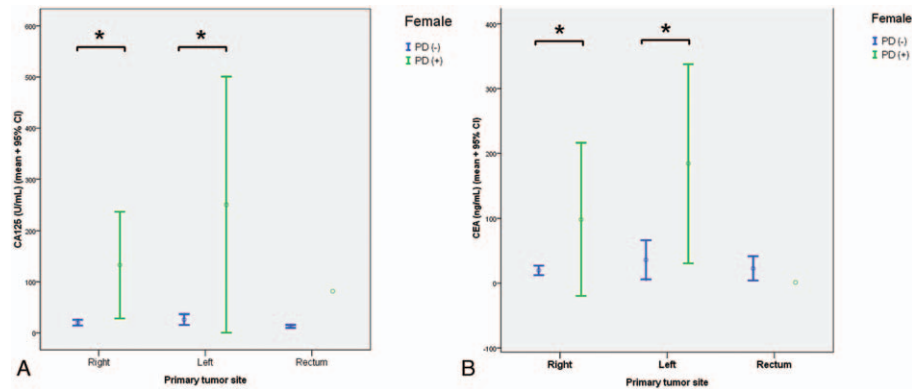 600
500
400
300
200
100
0
CA125 (U/mL) (mean + 95% CI)
*
*
Right
Left
Rectum
Primary tumor site
A
Female
PD (-)
PD (+)
400
300
200
100
0
-100
CEA (ng/mL) (mean + 95% CI)
*
*
Right
Left
Rectum
Primary tumor site
B
Female
PD (-)
PD (+)